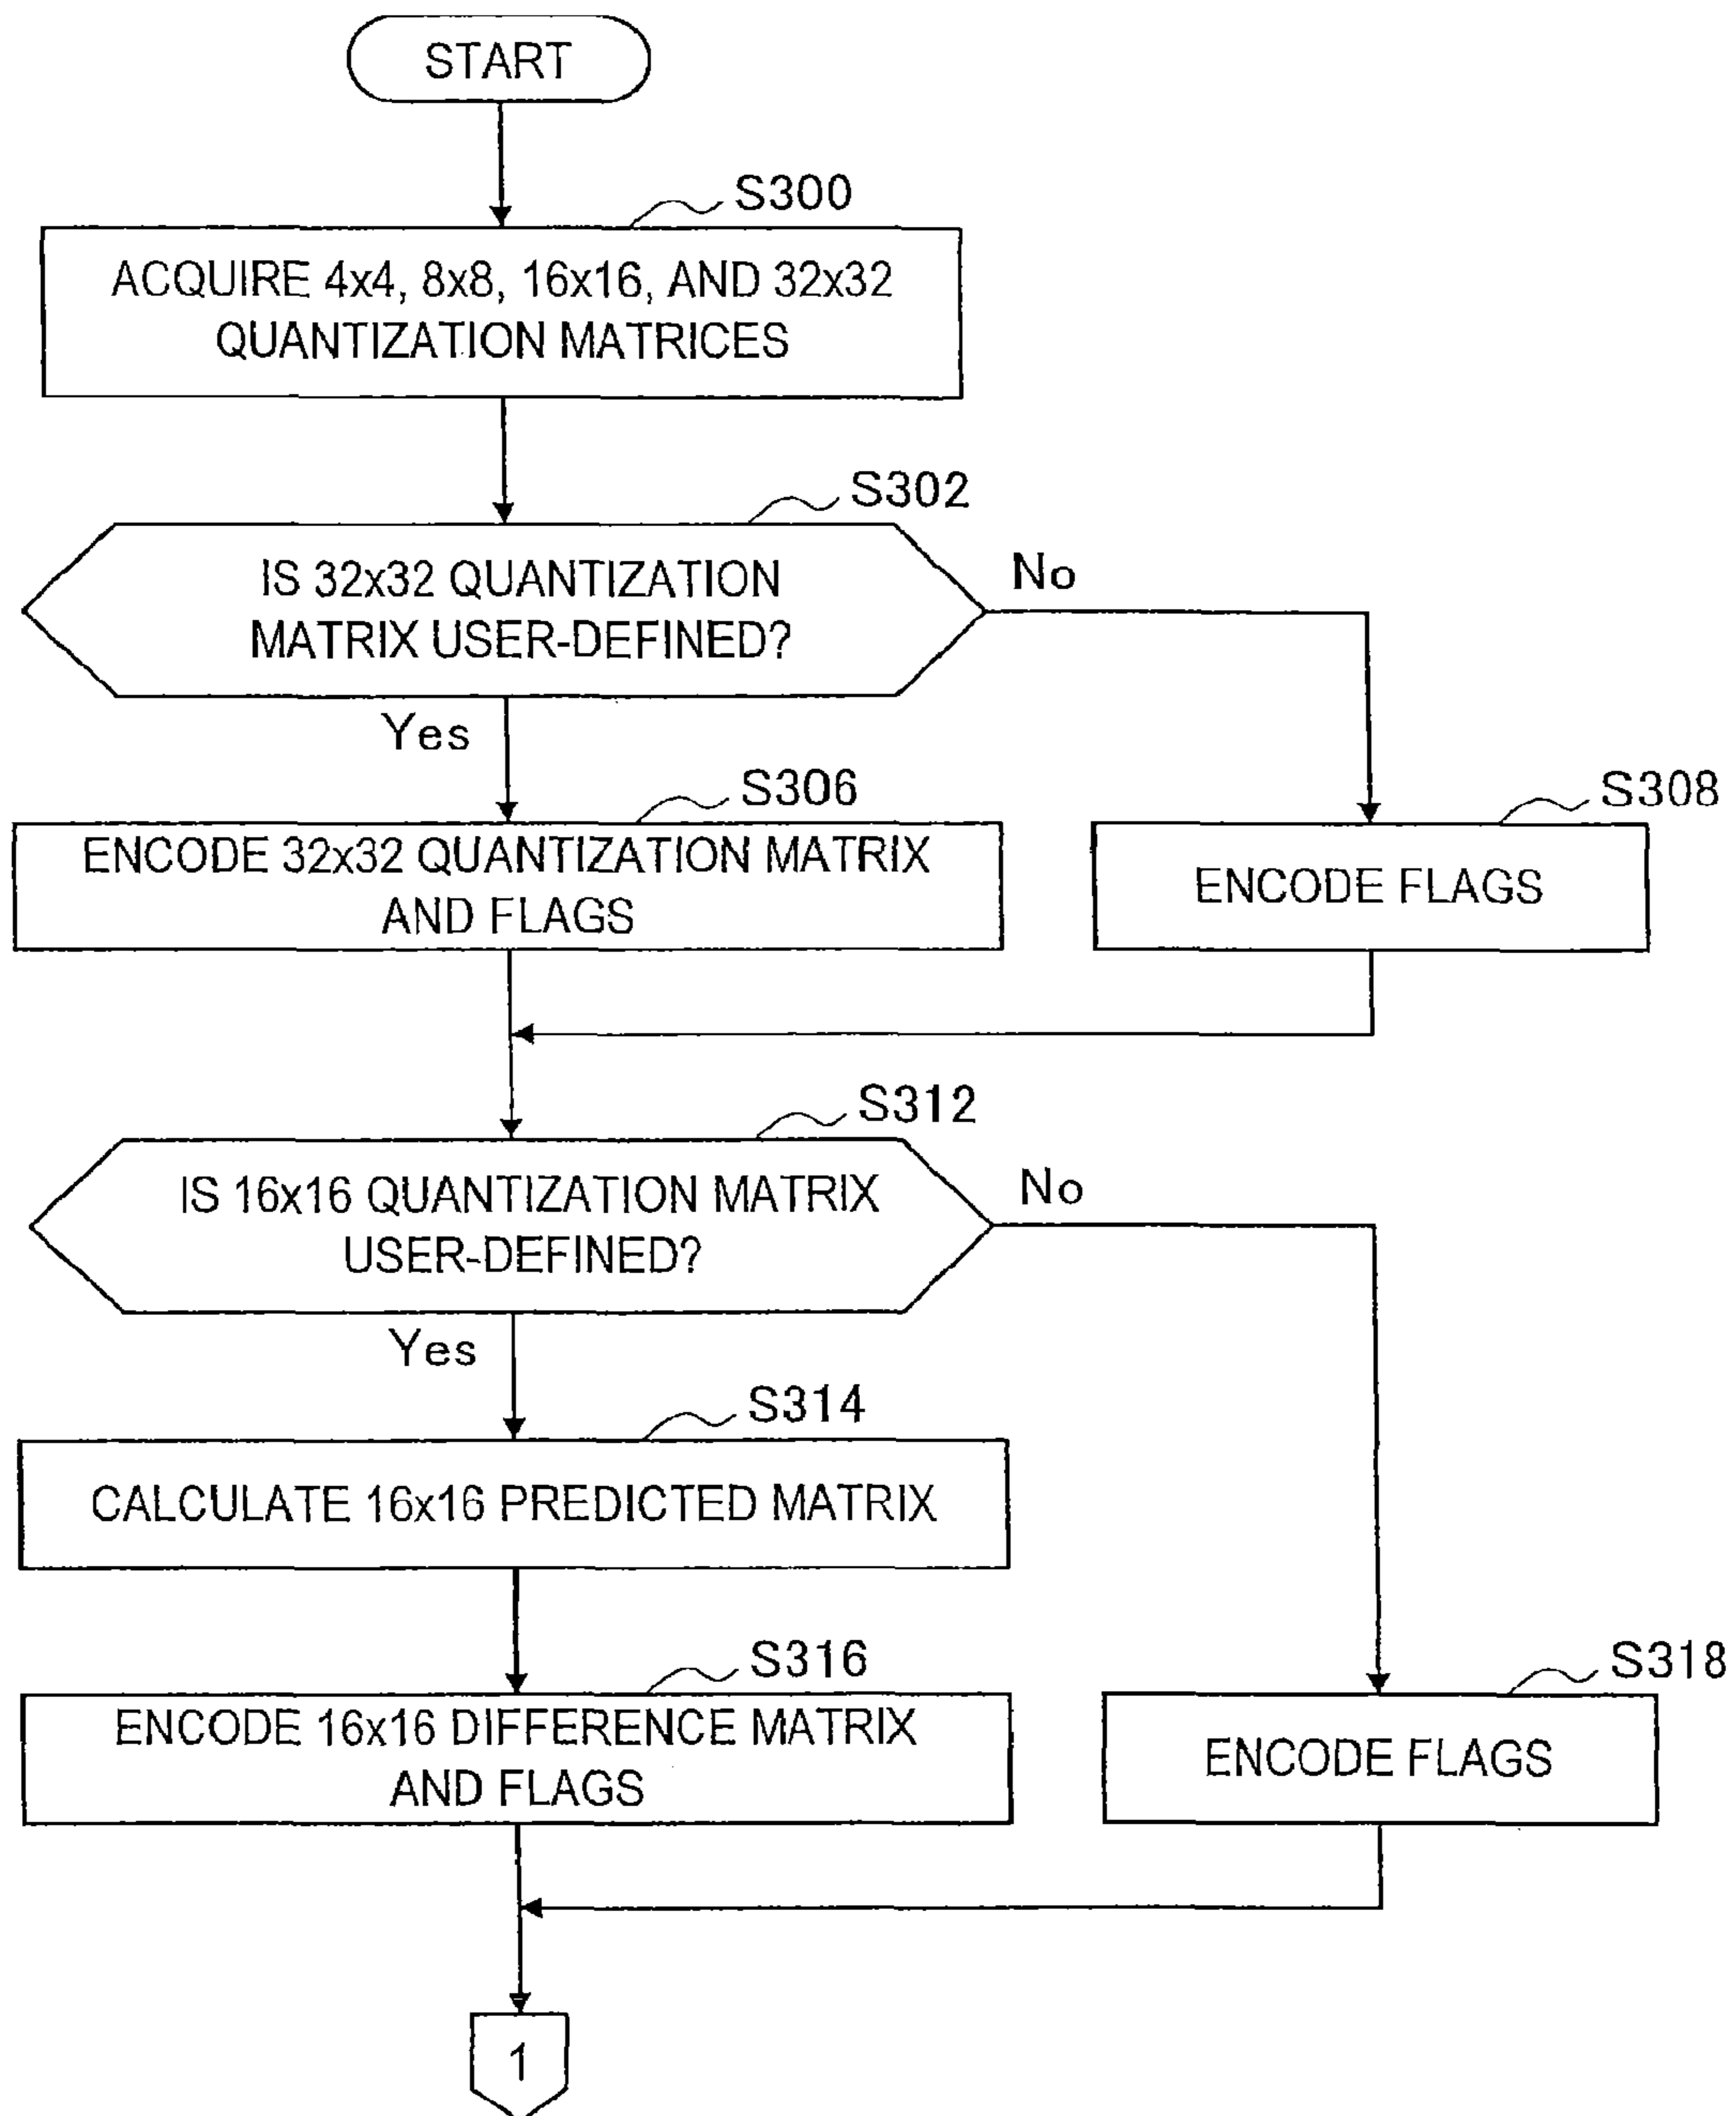 START
S300
ACQUIRE 4x4, 8x8, 16x16, AND 32x32
QUANTIZATION MATRICES
S302
IS 32x32 QUANTIZATION
MATRIX USER-DEFINED?
No
Yes
S306
S308
ENCODE 32x32 QUANTIZATION MATRIX
AND FLAGS
ENCODE FLAGS
S312
IS 16x16 QUANTIZATION MATRIX
USER-DEFINED?
No
Yes
S314
CALCULATE 16x16 PREDICTED MATRIX
S316
S318
ENCODE 16x16 DIFFERENCE MATRIX
AND FLAGS
ENCODE FLAGS
1